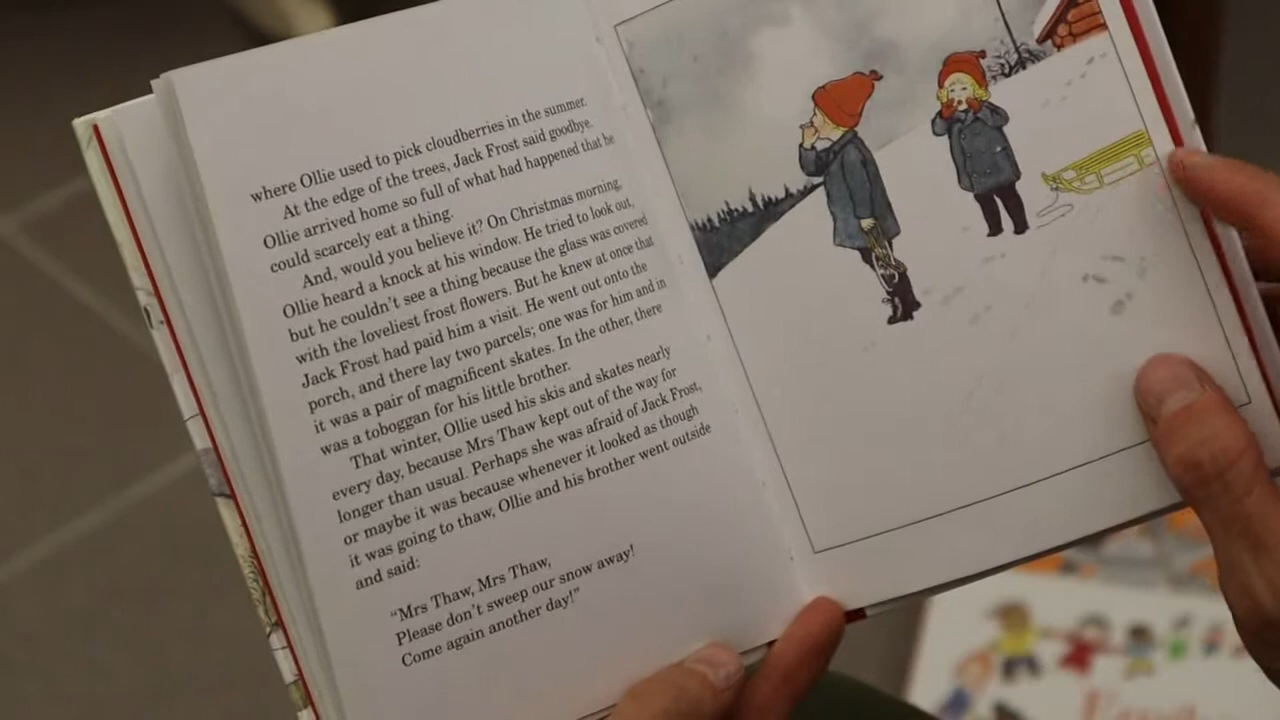 where Ollie used to pick cloudberries in the summer.
At the edge of the trees, Jack Frost said goodbye.
Ollie arrived home so full of what had happened that he
could scarcely eat a thing.
And, would you believe it? On Christmas morning,
Ollie heard a knock at his window. He tried to look out,
but he couldn't see a thing because the glass was covered
with the loveliest frost flowers. But he knew at once that
Jack Frost had paid him a visit. He went out onto the
porch, and there lay two parcels; one was for him and in
it was a pair of magnificent skates. In the other, there
was a toboggan for his little brother.
That winter, Ollie used his skis and skates nearly
every day, because Mrs Thaw kept out of the way for
longer than usual. Perhaps she was afraid of Jack Frost,
or maybe it was because whenever it looked as though
it was going to thaw, Ollie and his brother went outside
and said:
“Mrs Thaw, Mrs Thaw,
Please don't sweep our snow away!
Come again another day!”